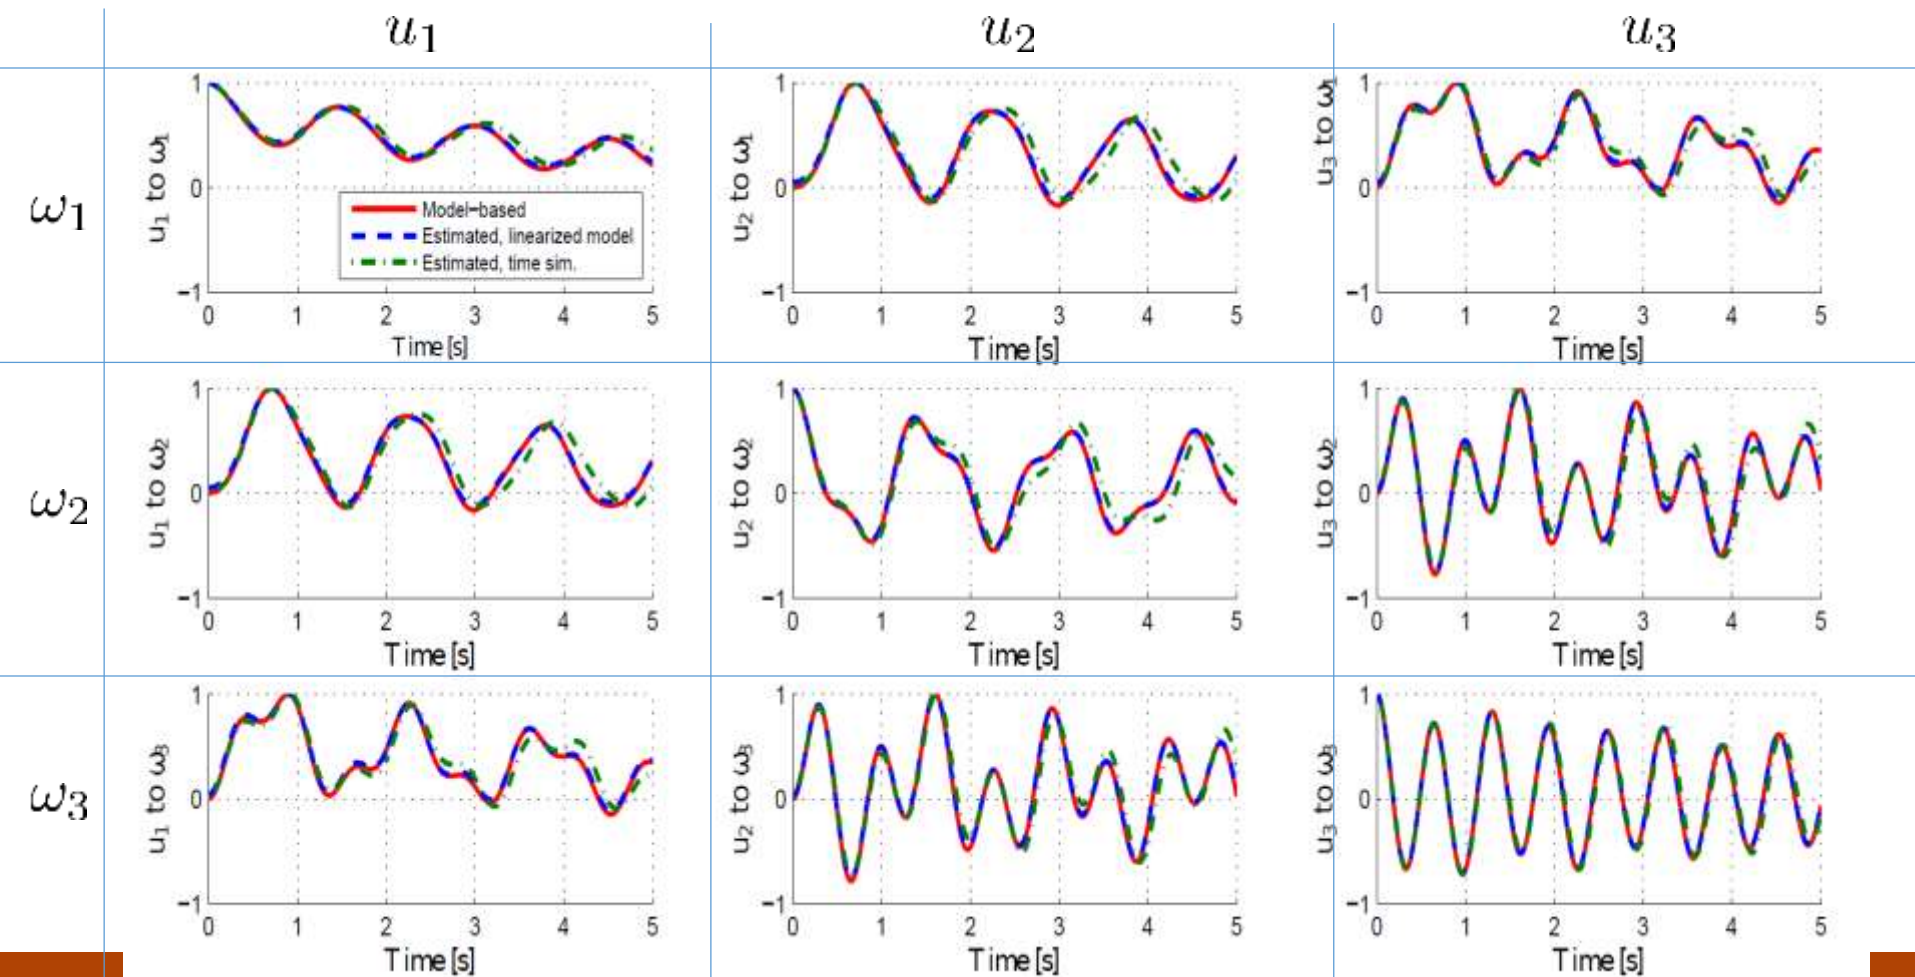 u1 u2 u3
ω1
1
0
−1
0 1 2 3 4 5
u1 to ω1
Time[s]
Model−based
Estimated, linearized model
Estimated, time sim.
1
0
−1
0 1 2 3 4 5
u2 to ω1
Time[s]
1
0
−1
0 1 2 3 4 5
u3 to ω1
Time[s]
ω2
1
0
−1
0 1 2 3 4 5
u1 to ω2
Time[s]
1
0
−1
0 1 2 3 4 5
u2 to ω2
Time[s]
1
0
−1
0 1 2 3 4 5
u3 to ω2
Time[s]
ω3
1
0
−1
0 1 2 3 4 5
u1 to ω3
Time[s]
1
0
−1
0 1 2 3 4 5
u2 to ω3
Time[s]
1
0
−1
0 1 2 3 4 5
u3 to ω3
Time[s]